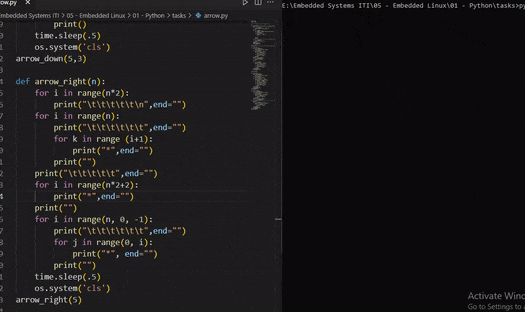 ow.py
mbedded Systems ITI > 05 - Embedded Linux > 01 - Python > tasks > arrow.py
print()
time.sleep(.5)
os.system('cls')
arrow_down(5,3)
def arrow_right(n):
for i in range(n*2):
print("\t\t\t\t\t\n",end="")
for i in range(n):
print("\t\t\t\t\t\t",end="")
for k in range (i+1):
print("*",end="")
print("")
print("\t\t\t\t\t",end="")
for i in range(n*2+2):
print("*",end="")
print("")
for i in range(n, 0, -1):
print("\t\t\t\t\t\t",end="")
for j in range(0, i):
print("*", end="")
print("")
time.sleep(.5)
os.system('cls')
arrow_right(5)
E:\Embedded Systems ITI\05 - Embedded Linux\01 - Python\tasks>py
Activate Wind
Go to Settings to a